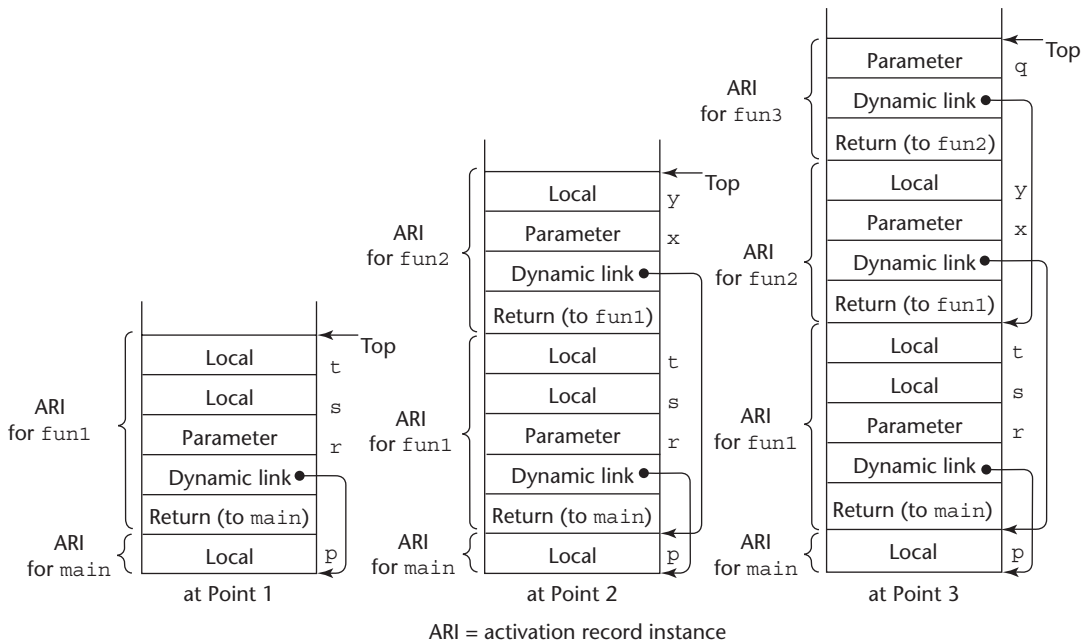 Top
ARI
for fun1
Local
t
Local
s
Parameter
r
Dynamic link
Return (to main)
ARI
for main
Local
p
at Point 1
Top
ARI
for fun2
Local
y
Parameter
x
Dynamic link
Return (to fun1)
ARI
for fun1
Local
t
Local
s
Parameter
r
Dynamic link
Return (to main)
ARI
for main
Local
p
at Point 2
Top
ARI
for fun3
Parameter
q
Dynamic link
Return (to fun2)
ARI
for fun2
Local
y
Parameter
x
Dynamic link
Return (to fun1)
ARI
for fun1
Local
t
Local
s
Parameter
r
Dynamic link
Return (to main)
ARI
for main
Local
p
at Point 3
ARI = activation record instance